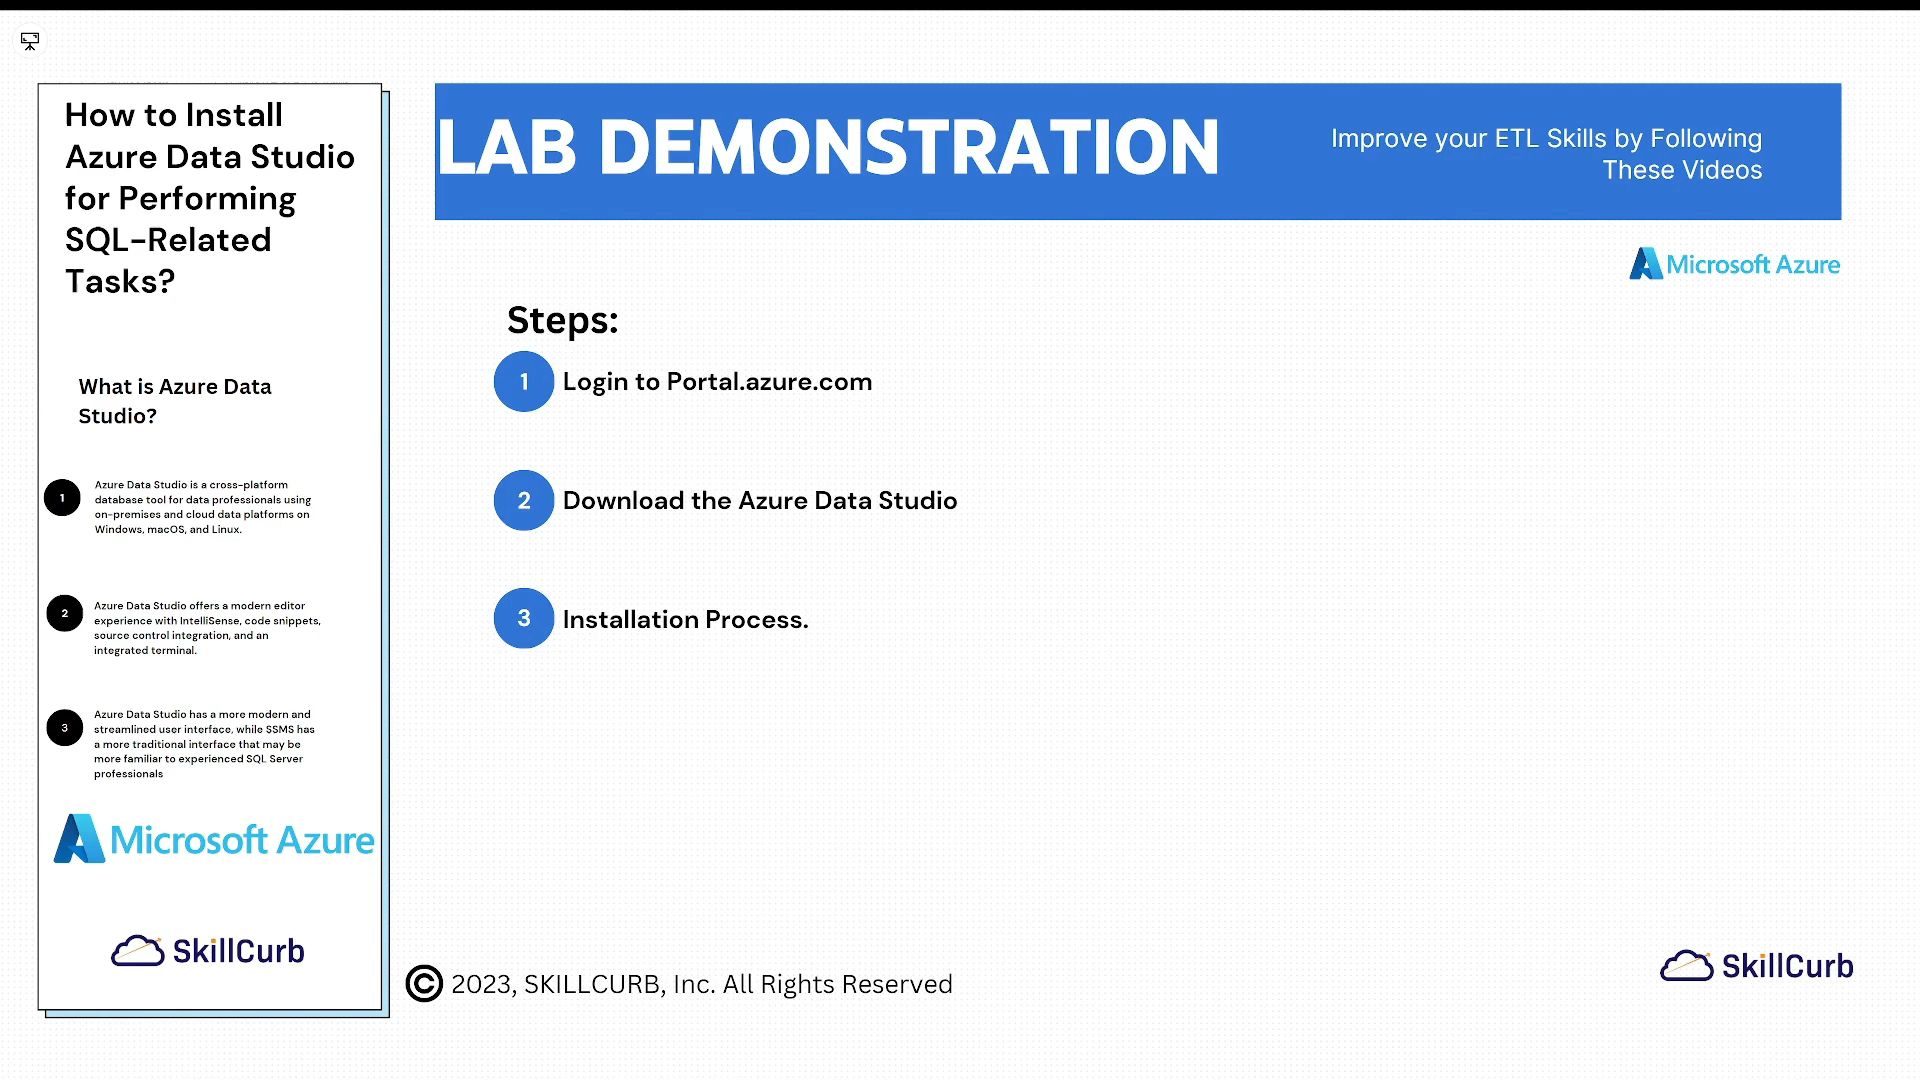 How to Install
Azure Data Studio
for Performing
SQL-Related
Tasks?
What is Azure Data
Studio?
1
Azure Data Studio is a cross-platform
database tool for data professionals using
on-premises and cloud data platforms on
Windows, macOS, and Linux.
2
Azure Data Studio offers a modern editor
experience with IntelliSense, code snippets,
source control integration, and an
integrated terminal.
3
Azure Data Studio has a more modern and
streamlined user interface, while SSMS has
a more traditional interface that may be
more familiar to experienced SQL Server
professionals
Microsoft Azure
SkillCurb
LAB DEMONSTRATION
Improve your ETL Skills by Following
These Videos
Microsoft Azure
Steps:
1 Login to Portal.azure.com
2 Download the Azure Data Studio
3 Installation Process.
© 2023, SKILLCURB, Inc. All Rights Reserved
SkillCurb